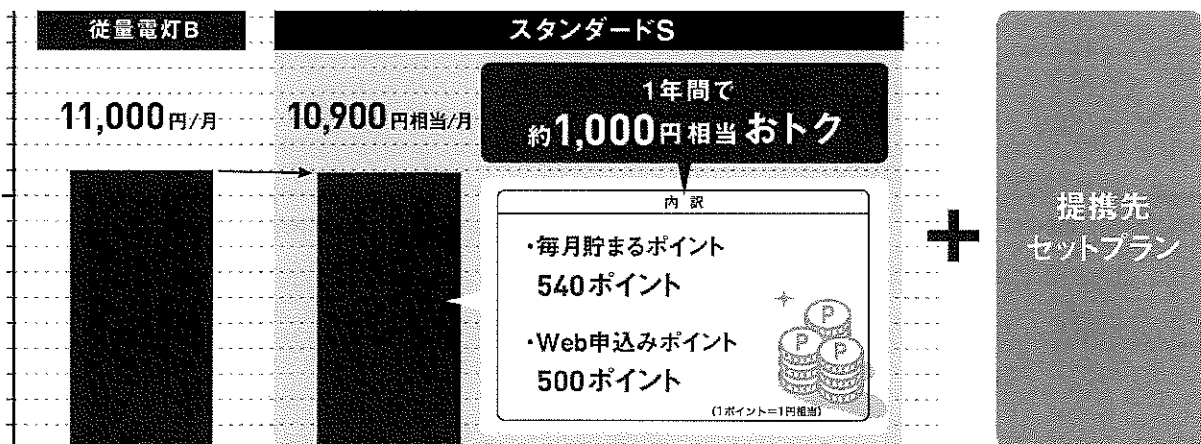 従量電灯B
スタンダードS
11,000円/月
10,900円相当/月
1年間で
約1,000円相当おトク
内訳
・毎月貯まるポイント
540ポイント
・Web申込みポイント
500ポイント
P
P
P
(1ポイント=1円相当)
+
提携先
セットプラン